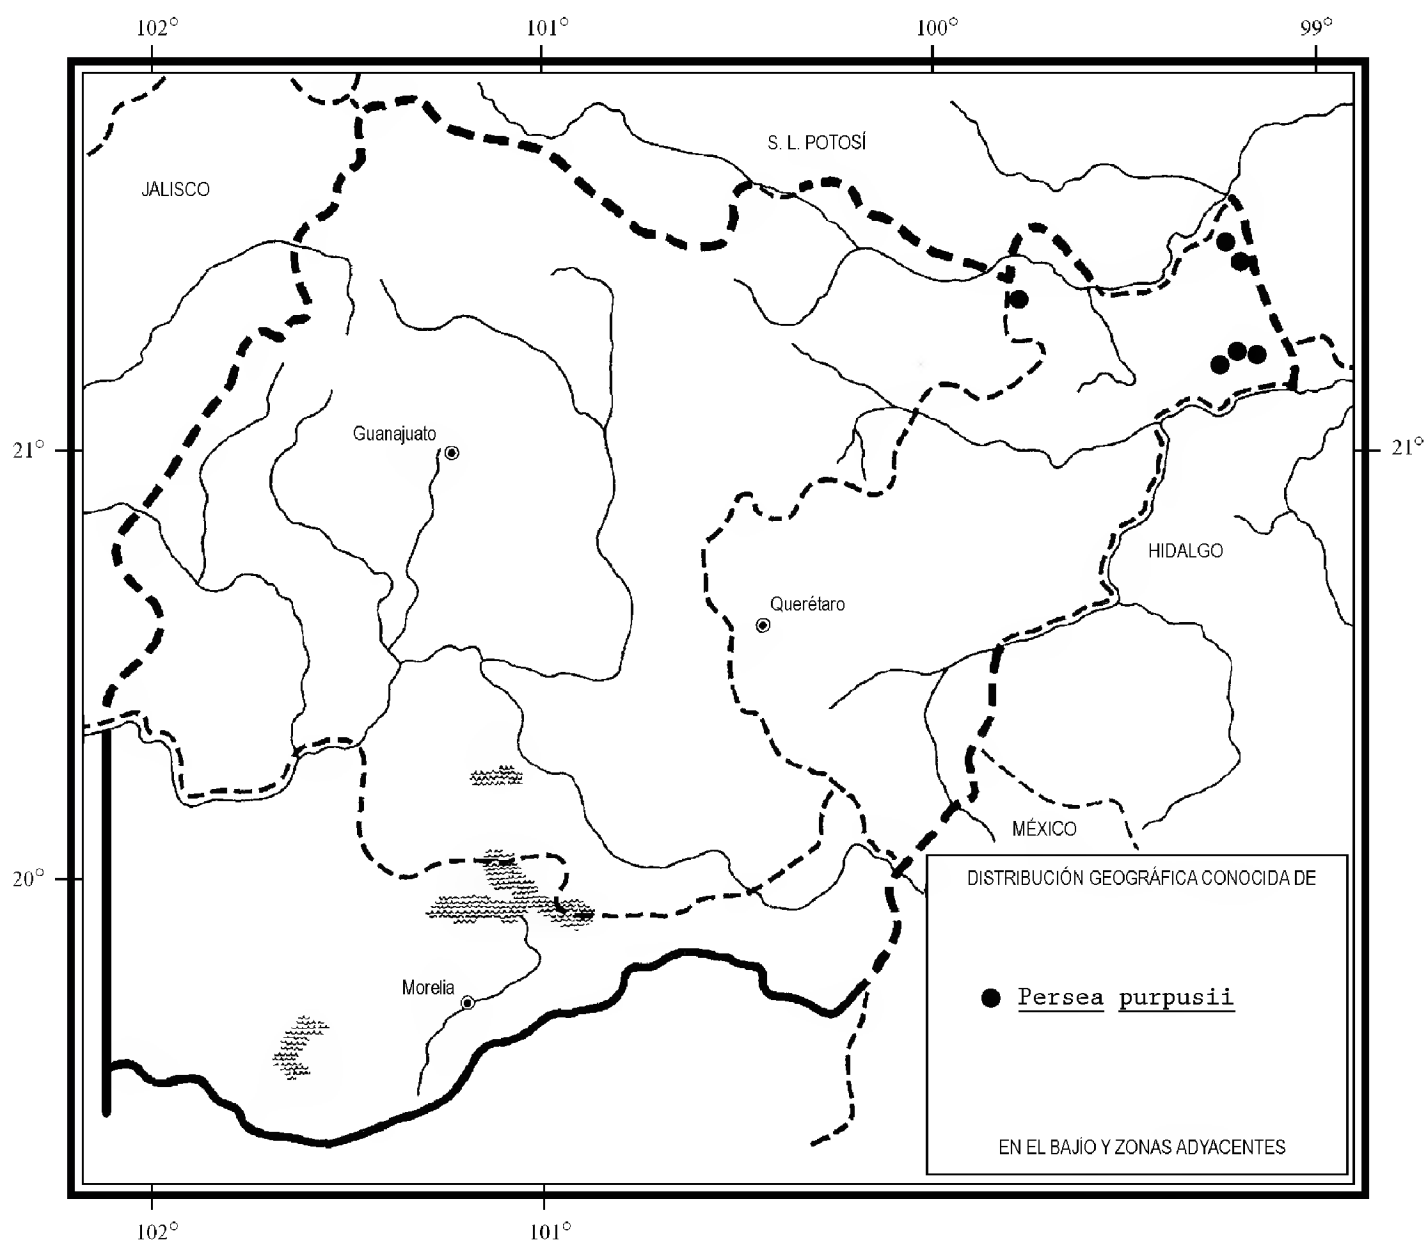 102° 101° 100° 99°
S. L. POTOSÍ
JALISCO
Guanajuato
21° 21°
HIDALGO
Querétaro
MÉXICO
20°
DISTRIBUCIÓN GEOGRÁFICA CONOCIDA DE
Morelia
Persea purpusii
EN EL BAJÍO Y ZONAS ADYACENTES
102° 101°